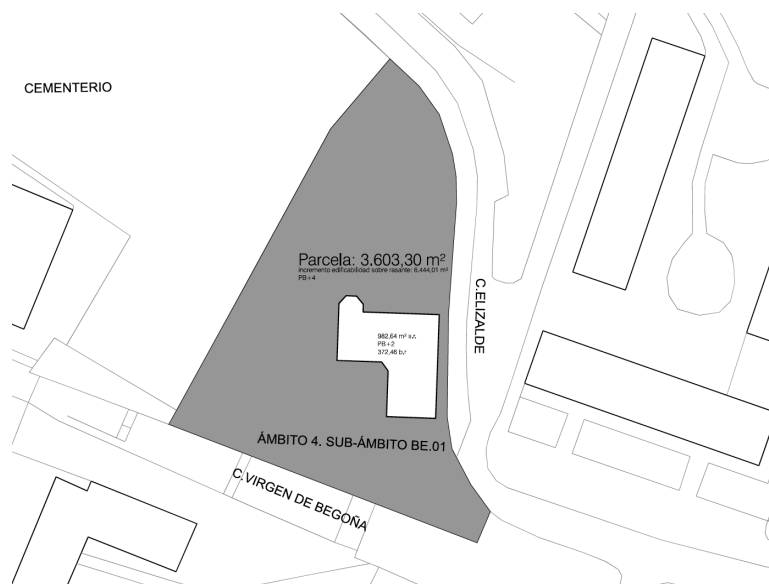 CEMENTERIO
Parcela: 3.603,30 m²
incremento edificabilidad sobre rasante: 6.444,01 m²
PB+4
C.ELIZALDE
982,64 m² s.r.
PB+2
372,46 b.r
ÁMBITO 4. SUB-ÁMBITO BE.01
C.VIRGEN DE BEGOÑA